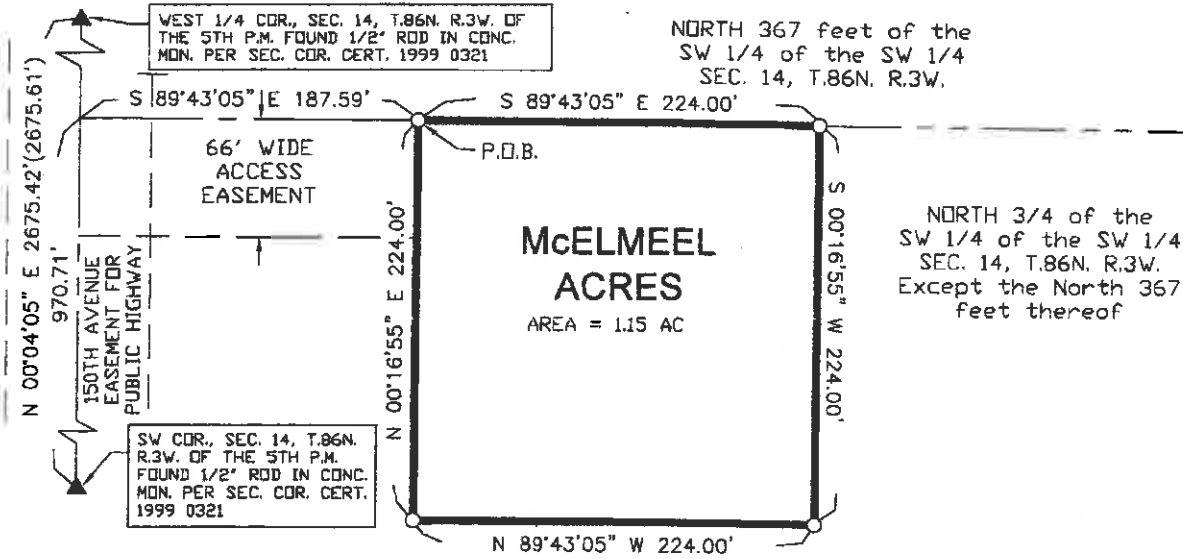 WEST 1/4 COR., SEC. 14, T.86N. R.3W. OF
THE 5TH P.M. FOUND 1/2" ROD IN CONC.
MON. PER SEC. COR. CERT. 1999 0321
NORTH 367 feet of the
SW 1/4 of the SW 1/4
SEC. 14, T.86N. R.3W.
S 89°43'05" E 187.59'
S 89°43'05" E 224.00'
66' WIDE
ACCESS
EASEMENT
P.O.B.
N 00°04'05" E 2675.42'(2675.61')
970.71'
150TH AVENUE
EASEMENT FOR
PUBLIC HIGHWAY
N 00°16'55" E 224.00'
McELMEEL
ACRES
AREA = 1.15 AC
S 00°16'55" W 224.00'
NORTH 3/4 of the
SW 1/4 of the SW 1/4
SEC. 14, T.86N. R.3W.
Except the North 367
feet thereof
SW COR., SEC. 14, T.86N.
R.3W. OF THE 5TH P.M.
FOUND 1/2" ROD IN CONC.
MON. PER SEC. COR. CERT.
1999 0321
N 89°43'05" W 224.00'